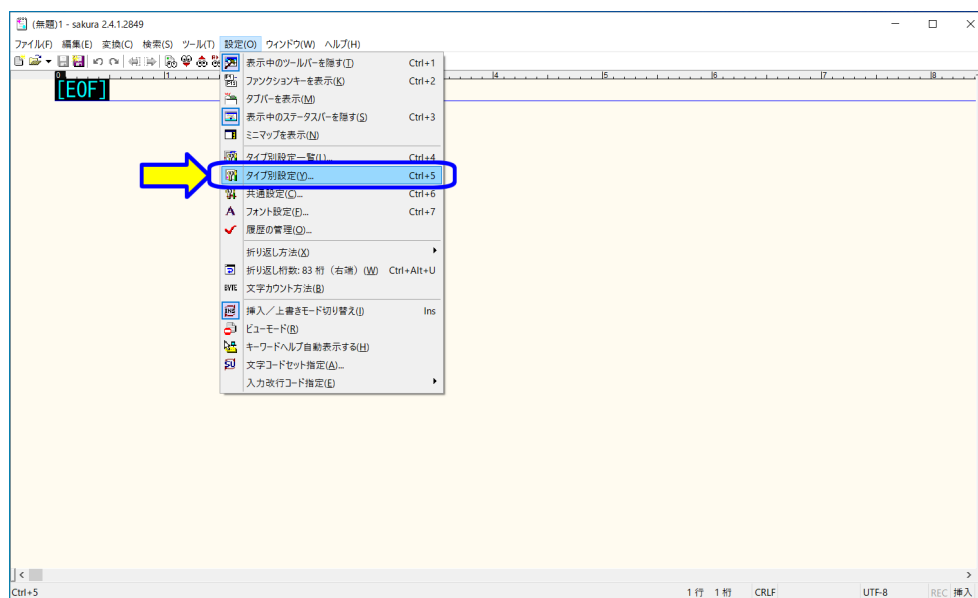 (無題)1 - sakura 2.4.1.2849
ファイル(F) 編集(E) 変換(C) 検索(S) ツール(T) 設定(O) ウィンドウ(W) ヘルプ(H)
表示中のツールバーを隠す(T) Ctrl+1
ファンクションキーを表示(K) Ctrl+2
タブバーを表示(M)
表示中のステータスバーを隠す(S) Ctrl+3
ミニマップを表示(N)
タイプ別設定一覧(L)... Ctrl+4
タイプ別設定(Y)... Ctrl+5
共通設定(C)... Ctrl+6
フォント設定(F)... Ctrl+7
履歴の管理(O)...
折り返し方法(X)
折り返し桁数: 83 桁（右端）(W) Ctrl+Alt+U
文字カウント方法(B)
挿入／上書きモード切り替え(I) Ins
ビューモード(R)
キーワードヘルプ自動表示する(H)
文字コードセット指定(A)...
入力改行コード指定(E)
0 1 4 5 6 7 8
[EOF]
Ctrl+5 1 行 1 桁 CRLF UTF-8 REC 挿入